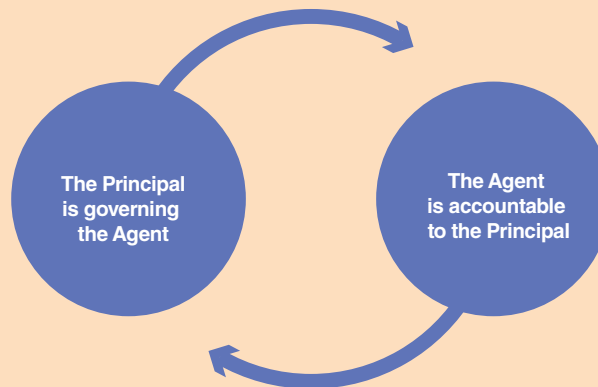 The Principal
is governing
the Agent
The Agent
is accountable
to the Principal